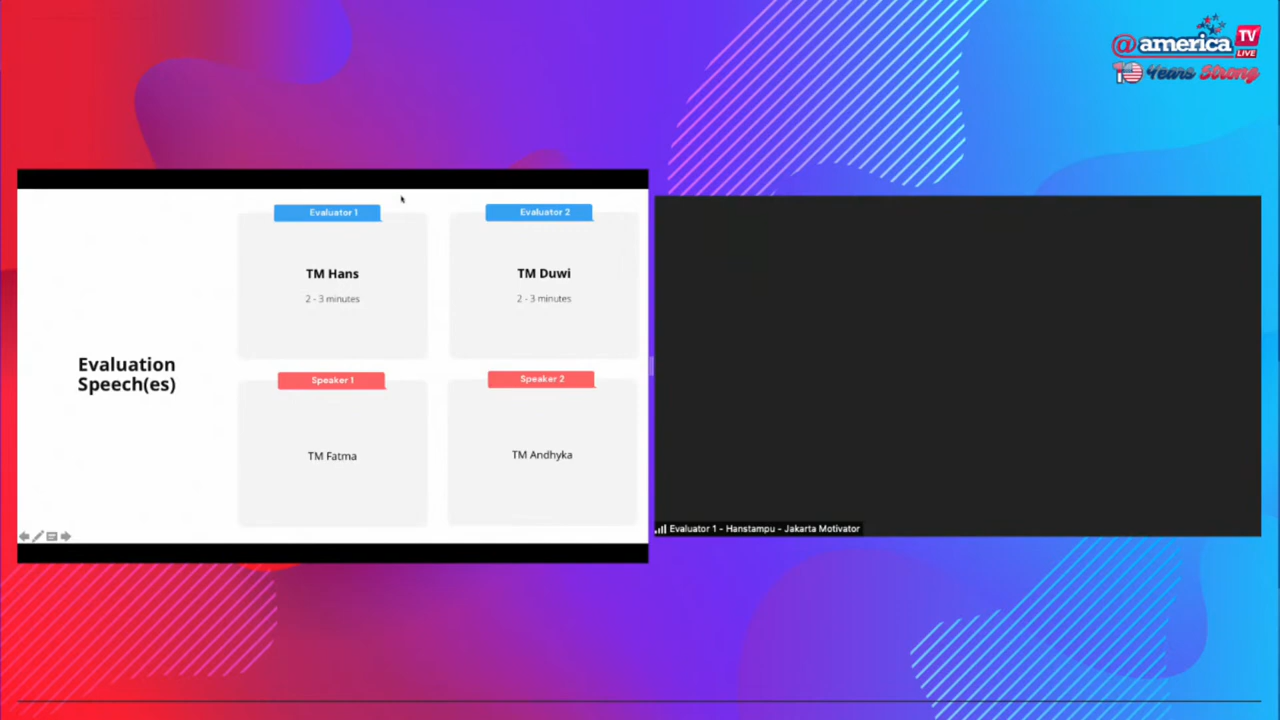 @america TV
LIVE
10 Years Strong
Evaluator 1
Evaluator 2
TM Hans
TM Duwi
2 - 3 minutes
2 - 3 minutes
Evaluation
Speech(es)
Speaker 1
Speaker 2
TM Fatma
TM Andhyka
Evaluator 1 - Hanstampu - Jakarta Motivator